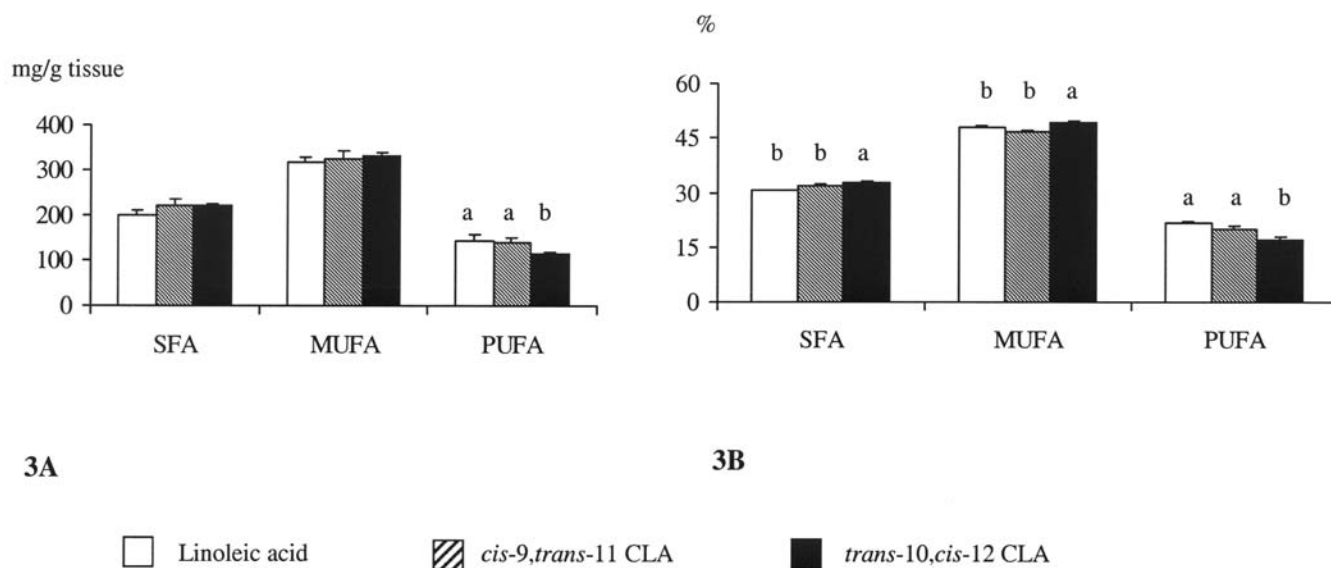 mg/g tissue
400
300
200
100
0
a a b
SFA MUFA PUFA
3A
%
60
45
30
15
0
b b a
b b a
a a b
SFA MUFA PUFA
3B
Linoleic acid cis-9,trans-11 CLA trans-10,cis-12 CLA